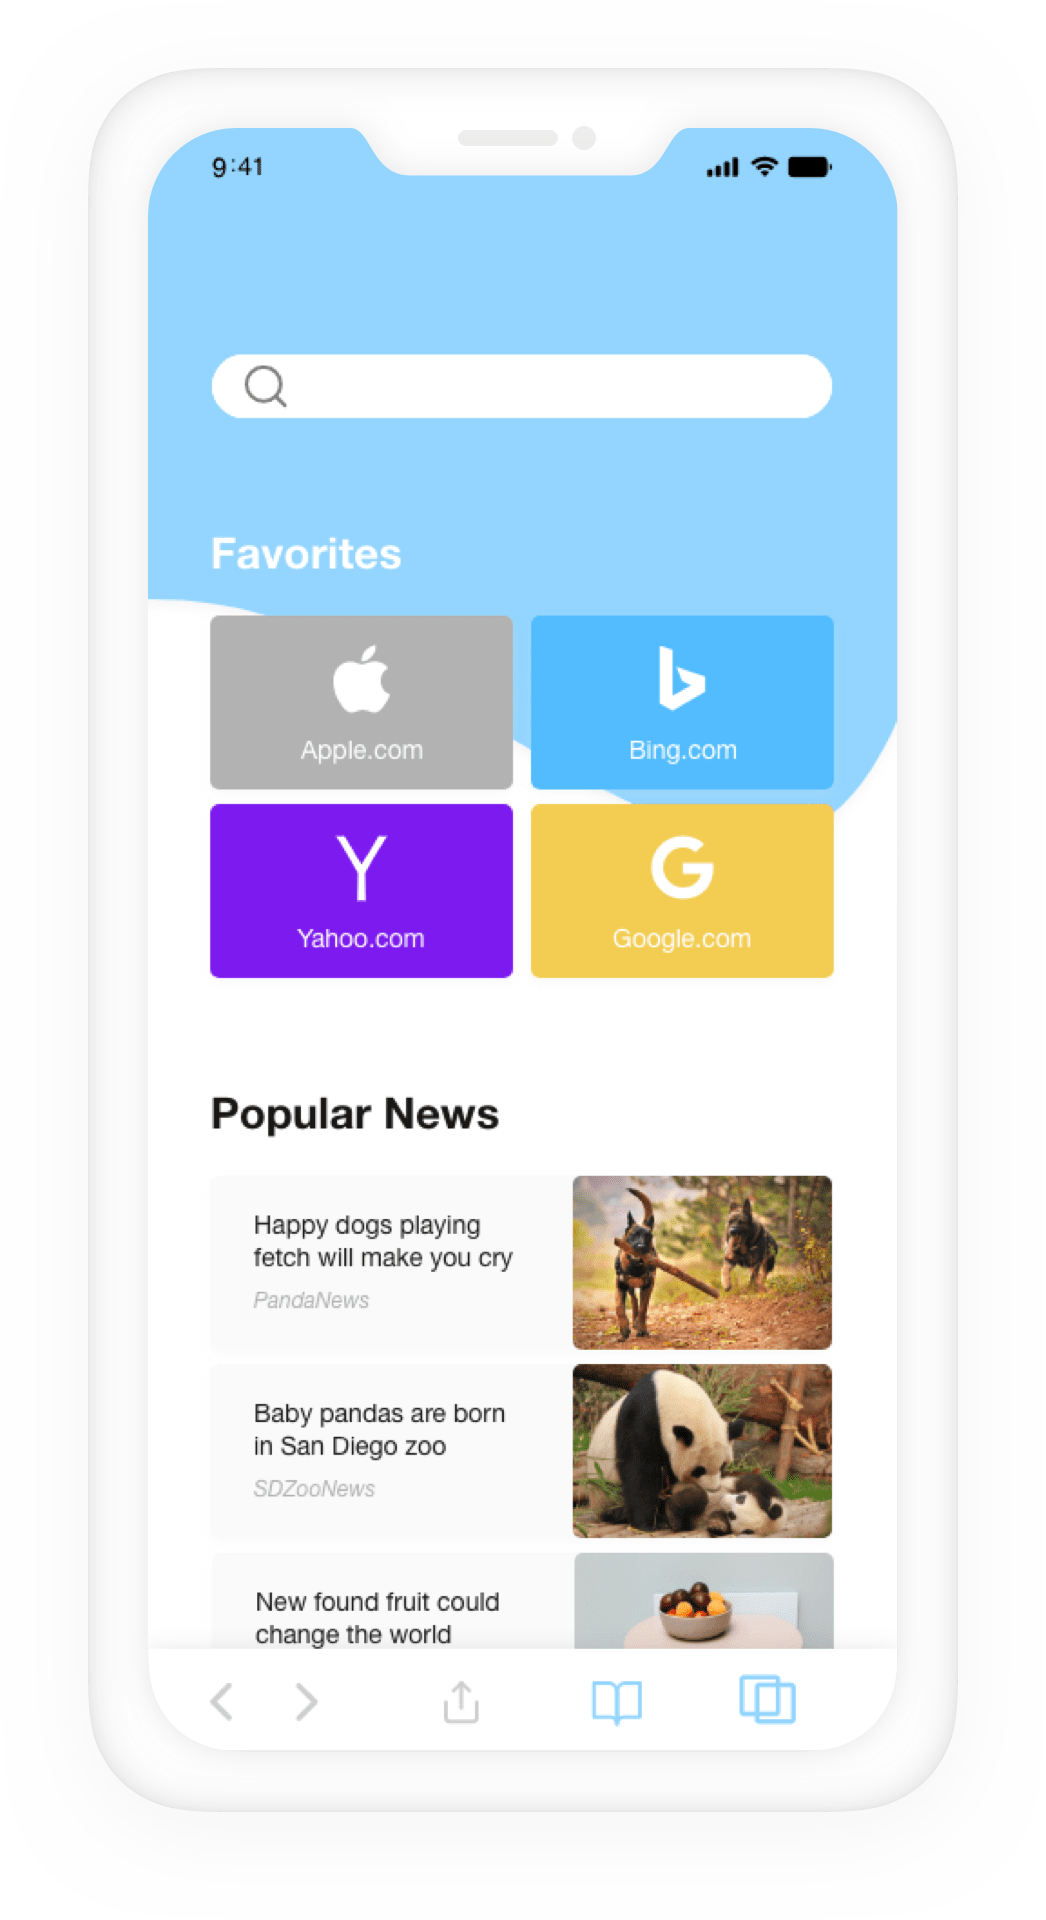 9:41
Favorites
Apple.com
Bing.com
Yahoo.com
Google.com
Popular News
Happy dogs playing
fetch will make you cry
PandaNews
Baby pandas are born
in San Diego zoo
SDZooNews
New found fruit could
change the world